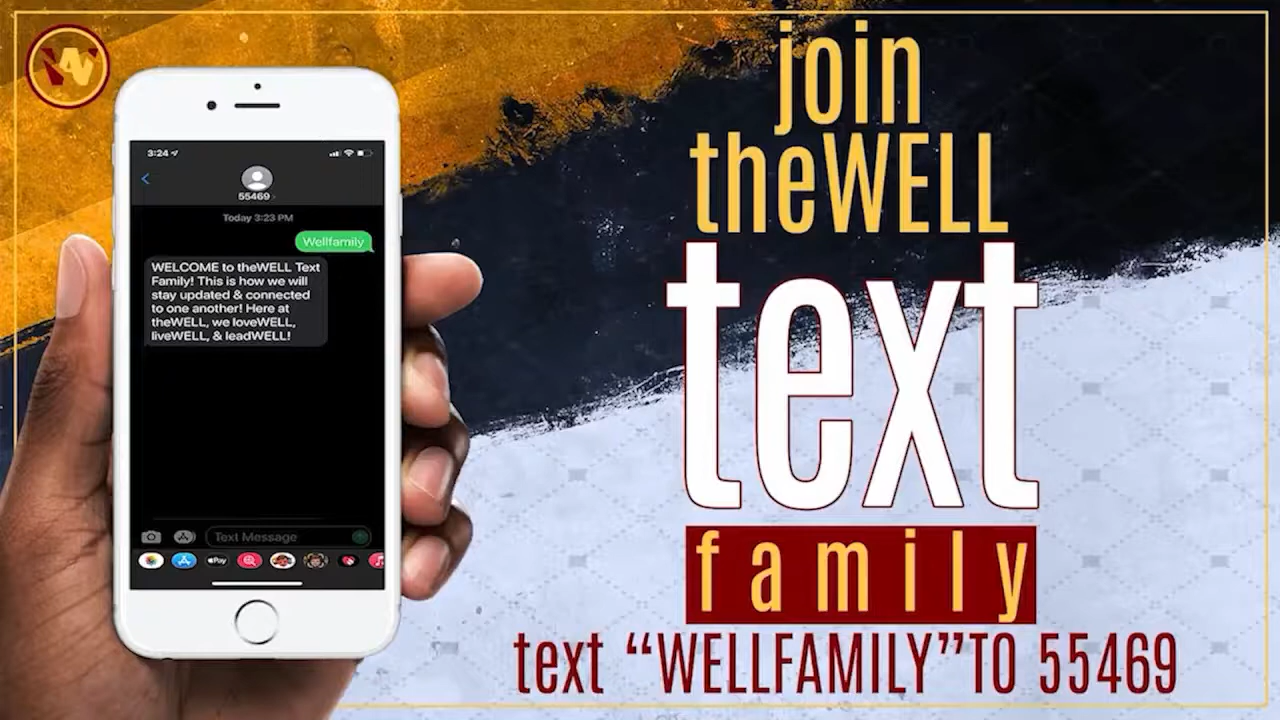 W
3:24
55469
Today 3:23 PM
Wellfamily
WELCOME to theWELL Text
Family! This is how we will
stay updated & connected
to one another! Here at
theWELL, we loveWELL,
liveWELL, & leadWELL!
Text Message
Pay
join
theWELL
text
family
text “WELLFAMILY”TO 55469